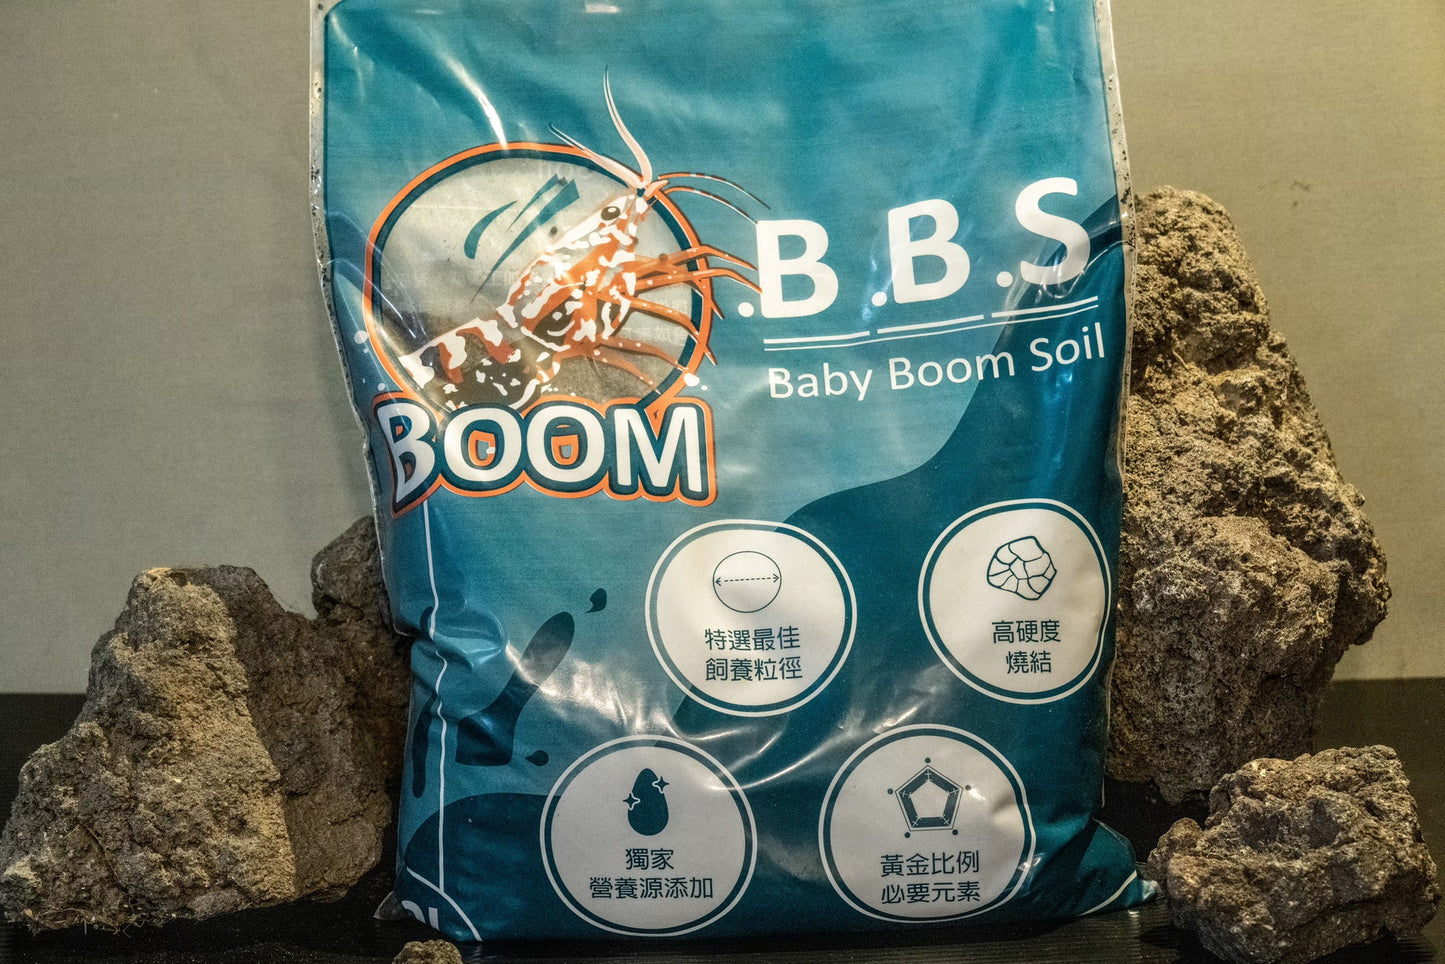 BOOM
.B.B.S
Baby Boom Soil
特選最佳
飼養粒徑
高硬度
燒結
獨家
營養源添加
黃金比例
必要元素